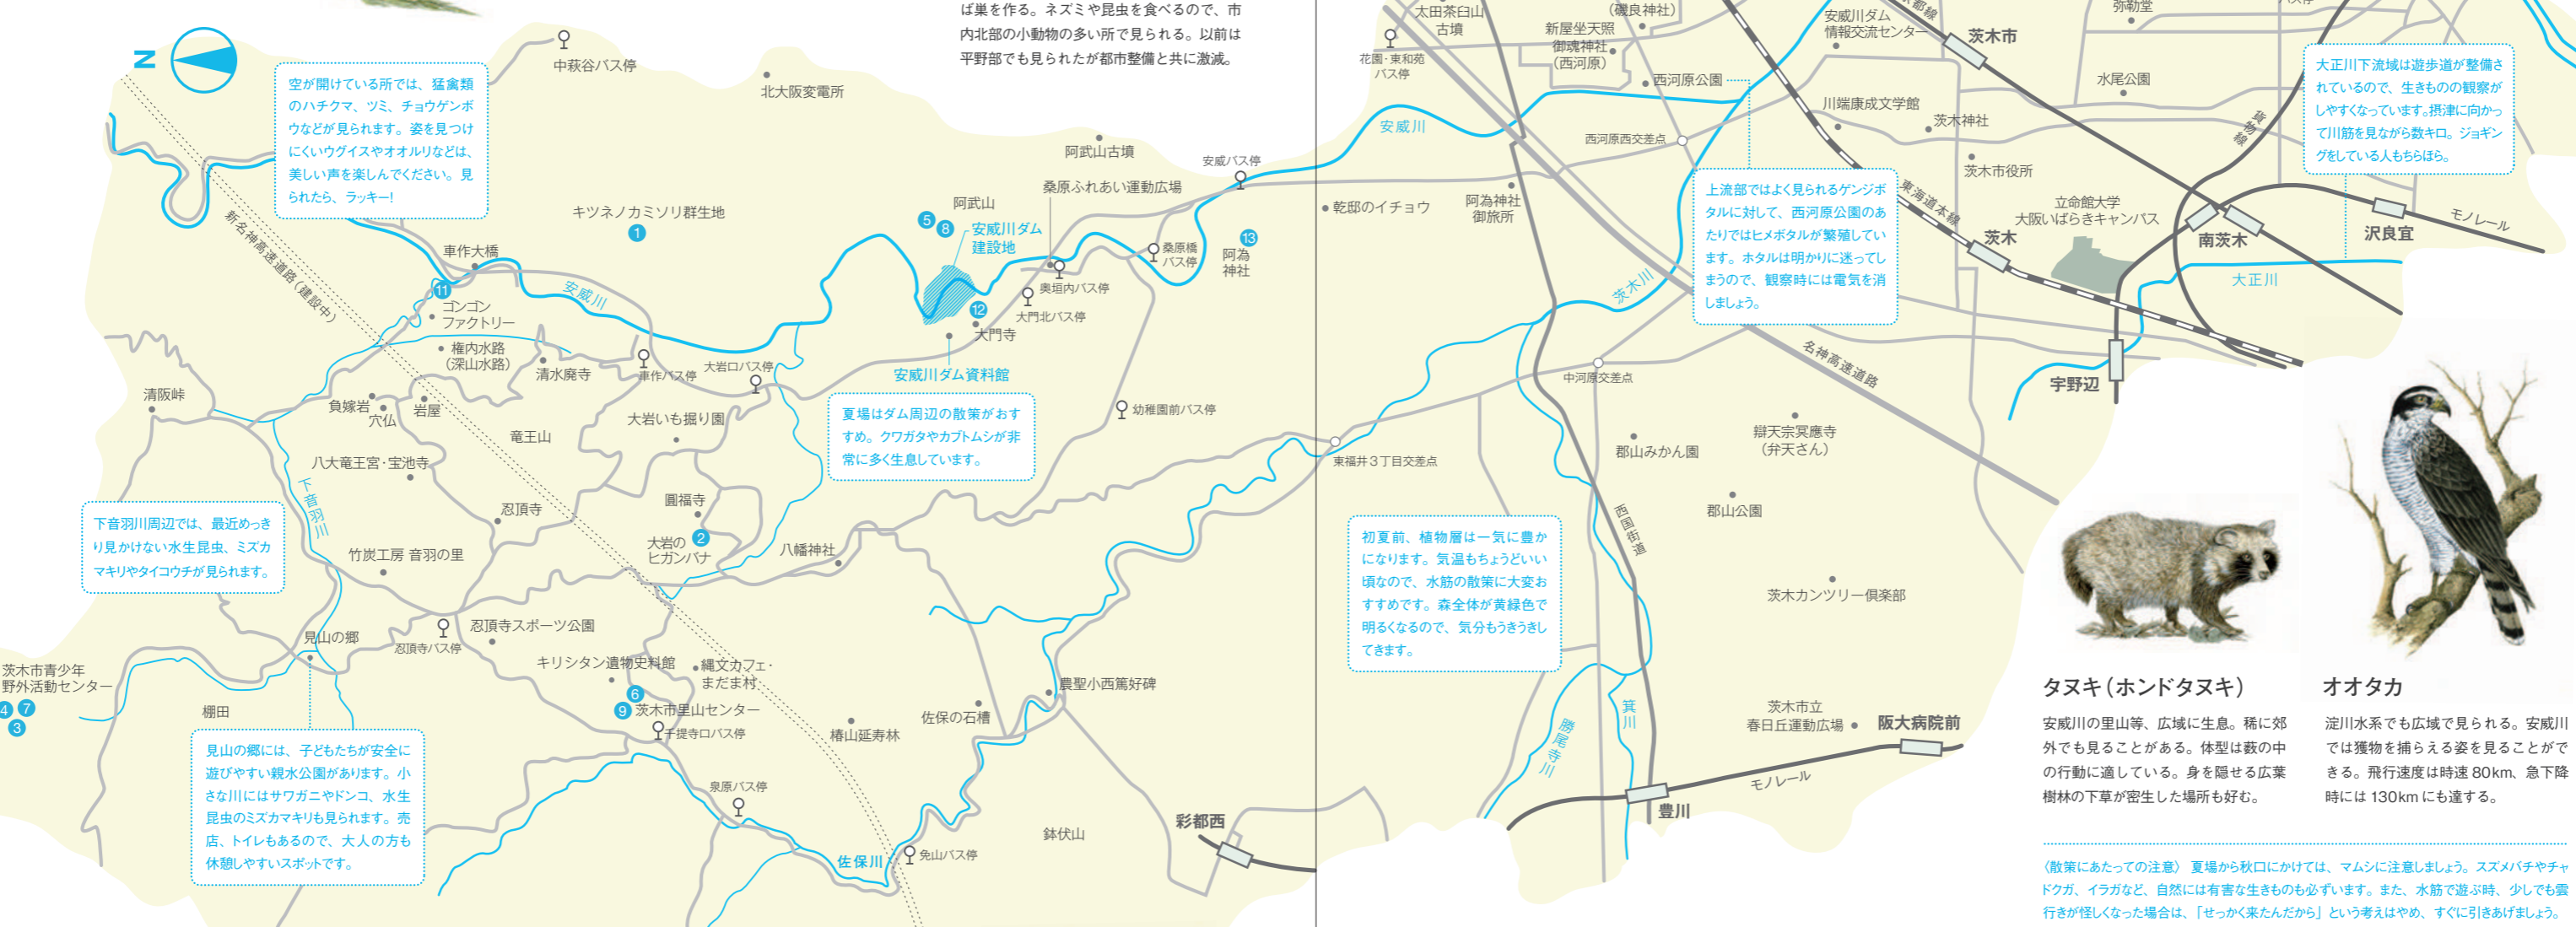 ば巣を作る。ネズミや昆虫を食べるので、市
内北部の小動物の多い所で見られる。以前は
平野部でも見られたが都市整備と共に激減。
N
空が開けている所では、猛禽類
のハチクマ、ツミ、チョウゲンボ
ウなどが見られます。姿を見つけ
にくいウグイスやオオルリなどは、
美しい声を楽しんでください。見
られたら、ラッキー!
中萩谷バス停
北大阪変電所
阿武山古墳
安威バス停
桑原ふれあい運動広場
阿武山
5
8
安威川ダム
建設地
キツネノカミソリ群生地
1
車作大橋
新名神高速道路(建設中)
11
ゴンゴン
ファクトリー
安威川
権内水路
(深山水路)
清水廃寺
車作バス停
大岩口バス停
12
大門寺
大門北バス停
奥垣内バス停
桑原橋
バス停
13
阿為
神社
安威川ダム資料館
夏場はダム周辺の散策がおす
すめ。クワガタやカブトムシが非
常に多く生息しています。
幼稚園前バス停
清阪峠
負嫁岩
穴仏
岩屋
竜王山
大岩いも掘り園
八大竜王宮・宝池寺
下音羽川
下音羽川周辺では、最近めっき
り見かけない水生昆虫、ミズカ
マキリやタイコウチが見られます。
忍頂寺
圓福寺
大岩の
ヒガンバナ
2
八幡神社
竹炭工房 音羽の里
見山の郷
忍頂寺バス停
忍頂寺スポーツ公園
キリシタン遺物史料館
縄文カフェ・
まだま村
6
9
茨木市里山センター
千提寺口バス停
茨木市青少年
野外活動センター
4
7
3
棚田
見山の郷には、子どもたちが安全に
遊びやすい親水公園があります。小
さな川にはサワガニやドンコ、水生
昆虫のミズカマキリも見られます。売
店、トイレもあるので、大人の方も
休憩しやすいスポットです。
泉原バス停
椿山延寿林
佐保の石槽
農聖小西篤好碑
佐保川
免山バス停
鉢伏山
彩都西
太田茶臼山
古墳
(磯良神社)
新屋坐天照
御魂神社
(西河原)
花園・東和苑
バス停
安威川
西河原公園
西河原西交差点
安威川ダム
情報交流センター
京都線
茨木市
弥勒堂
バス停
水尾公園
川端康成文学館
茨木神社
茨木市役所
貨物線
大正川下流域は遊歩道が整備さ
れているので、生きものの観察が
しやすくなっています。摂津に向かっ
て川筋を見ながら数キロ。ジョギン
グをしている人もちらほら。
乾邸のイチョウ
阿為神社
御旅所
上流部ではよく見られるゲンジボ
タルに対して、西河原公園のあ
たりではヒメボタルが繁殖してい
ます。ホタルは明かりに迷ってし
まうので、観察時には電気を消
しましょう。
東海道本線
茨木
立命館大学
大阪いばらきキャンパス
南茨木
沢良宜
モノレール
大正川
茨木川
中河原交差点
名神高速道路
宇野辺
東福井3丁目交差点
郡山みかん園
辯天宗冥應寺
(弁天さん)
郡山公園
西国街道
初夏前、植物層は一気に豊か
になります。気温もちょうどいい
頃なので、水筋の散策に大変お
すすめです。森全体が黄緑色で
明るくなるので、気分もうきうきし
てきます。
茨木カンツリー倶楽部
勝尾寺川
箕川
茨木市立
春日丘運動広場
阪大病院前
モノレール
豊川
タヌキ(ホンドタヌキ)
安威川の里山等、広域に生息。稀に郊
外でも見ることがある。体型は藪の中
の行動に適している。身を隠せる広葉
樹林の下草が密生した場所も好む。
オオタカ
淀川水系でも広域で見られる。安威川
では獲物を捕らえる姿を見ることがで
きる。飛行速度は時速80km、急下降
時には130kmにも達する。
〈散策にあたっての注意〉 夏場から秋口にかけては、マムシに注意しましょう。スズメバチやチャ
ドクガ、イラガなど、自然には有害な生きものも必ずいます。また、水筋で遊ぶ時、少しでも雲
行きが怪しくなった場合は、「せっかく来たんだから」という考えはやめ、すぐに引きあげましょう。